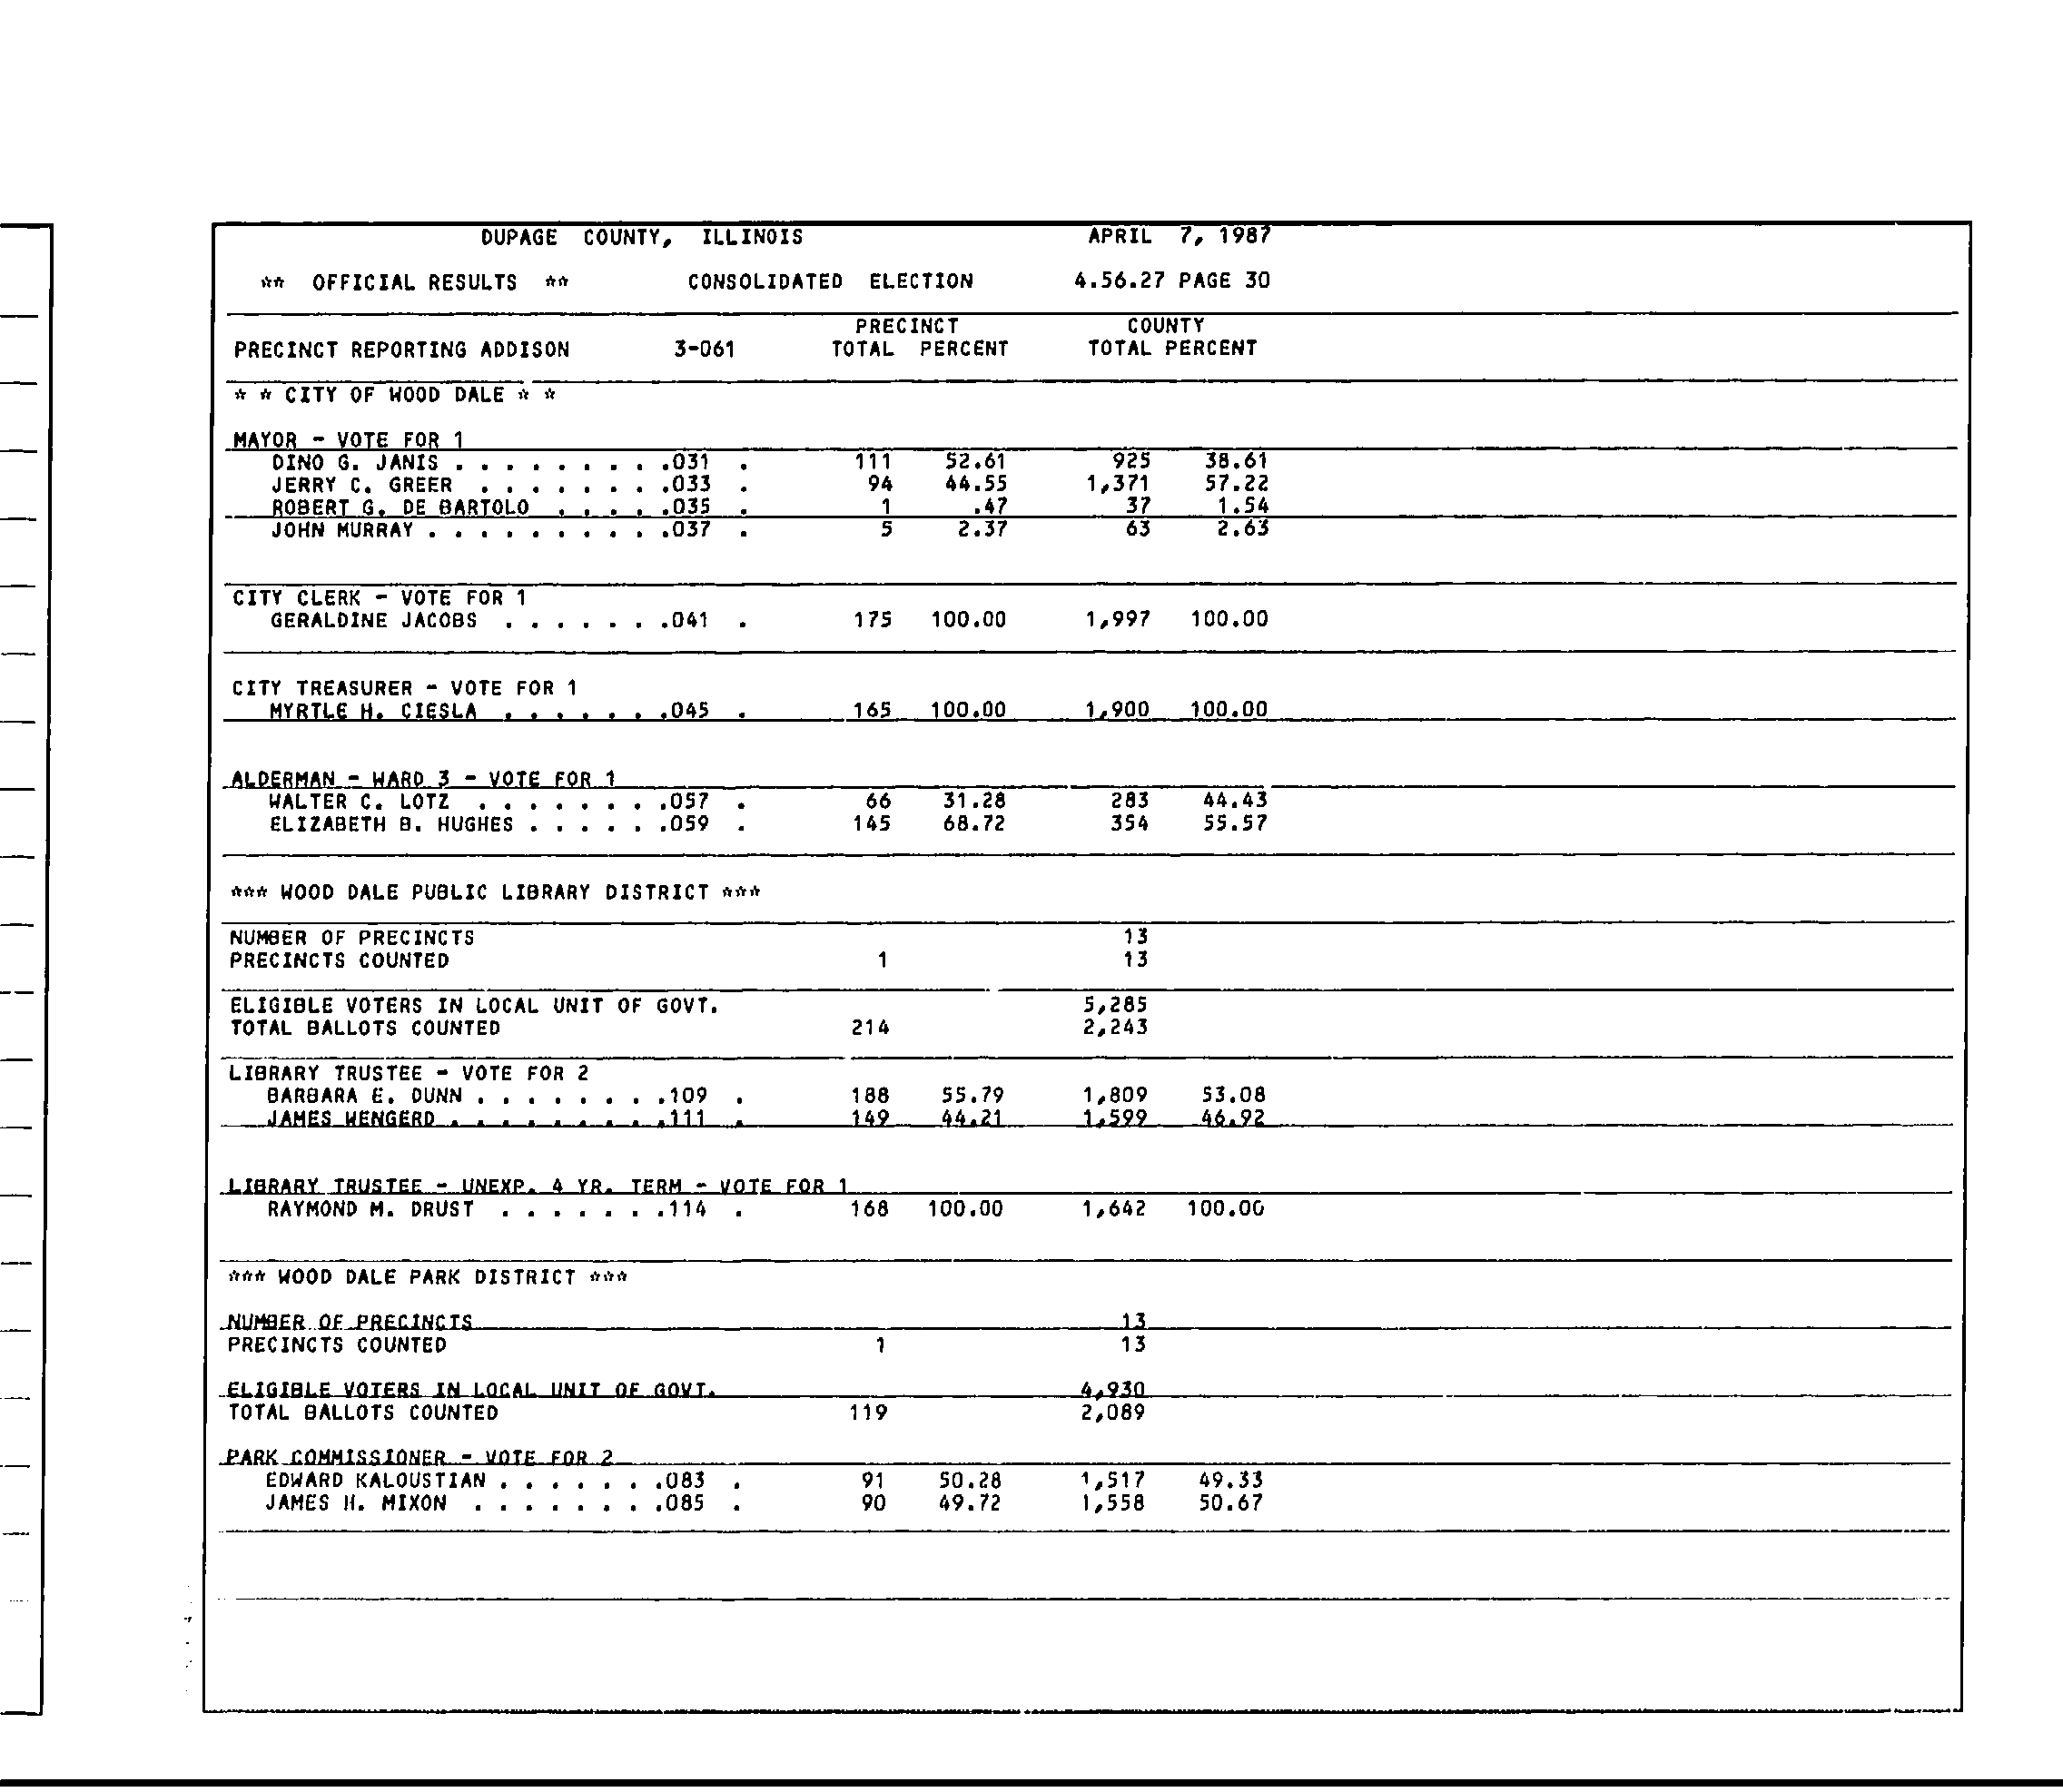 DUPAGE COUNTY, ILLINOIS APRIL 7, 1987
** OFFICIAL RESULTS ** CONSOLIDATED ELECTION 4.56.27 PAGE 30
PRECINCT COUNTY
PRECINCT REPORTING ADDISON 3-061 TOTAL PERCENT TOTAL PERCENT
* * CITY OF WOOD DALE * *
MAYOR - VOTE FOR 1
DINO G. JANIS . . . . . . . . .031 . 111 52.61 925 38.61
JERRY C. GREER . . . . . . . .033 . 94 44.55 1,371 57.22
ROBERT G. DE BARTOLO . . . . .035 . 1 .47 37 1.54
JOHN MURRAY . . . . . . . . . .037 . 5 2.37 63 2.63
CITY CLERK - VOTE FOR 1
GERALDINE JACOBS . . . . . . .041 . 175 100.00 1,997 100.00
CITY TREASURER - VOTE FOR 1
MYRTLE H. CIESLA . . . . . . .045 . 165 100.00 1,900 100.00
ALDERMAN - WARD 3 - VOTE FOR 1
WALTER C. LOTZ . . . . . . . .057 . 66 31.28 283 44.43
ELIZABETH B. HUGHES . . . . . .059 . 145 68.72 354 55.57
*** WOOD DALE PUBLIC LIBRARY DISTRICT ***
NUMBER OF PRECINCTS 13
PRECINCTS COUNTED 1 13
ELIGIBLE VOTERS IN LOCAL UNIT OF GOVT. 5,285
TOTAL BALLOTS COUNTED 214 2,243
LIBRARY TRUSTEE - VOTE FOR 2
BARBARA E. DUNN . . . . . . . .109 . 188 55.79 1,809 53.08
JAMES WENGERD . . . . . . . . .111 . 149 44.21 1,599 46.92
LIBRARY TRUSTEE - UNEXP. 4 YR. TERM - VOTE FOR 1
RAYMOND M. DRUST . . . . . . .114 . 168 100.00 1,642 100.00
*** WOOD DALE PARK DISTRICT ***
NUMBER OF PRECINCTS 13
PRECINCTS COUNTED 1 13
ELIGIBLE VOTERS IN LOCAL UNIT OF GOVT. 4,930
TOTAL BALLOTS COUNTED 119 2,089
PARK COMMISSIONER - VOTE FOR 2
EDWARD KALOUSTIAN . . . . . . .083 . 91 50.28 1,517 49.33
JAMES H. MIXON . . . . . . . .085 . 90 49.72 1,558 50.67